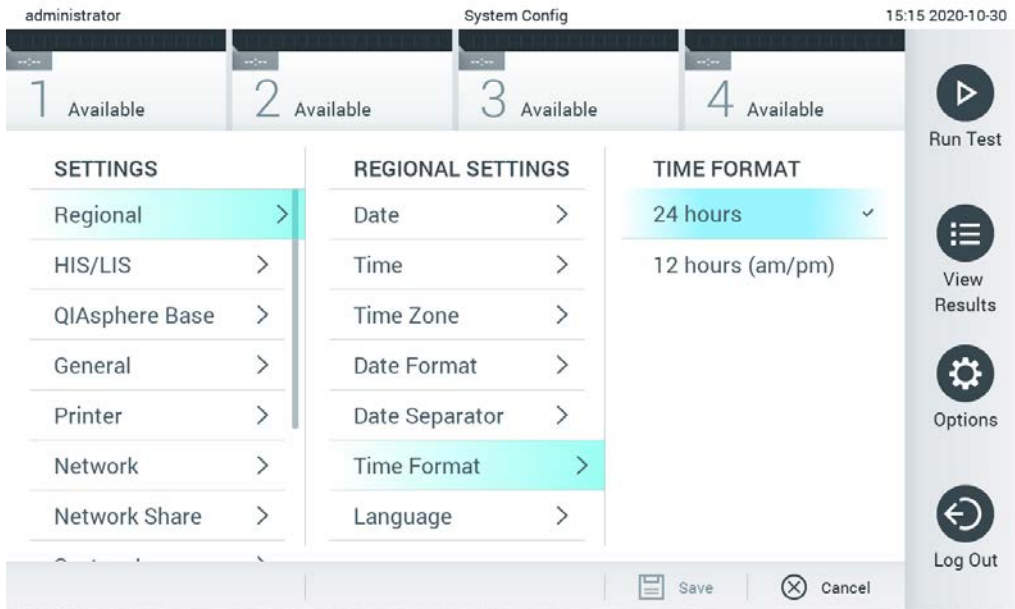 administrator
System Config
15:15 2020-10-30
--:--
--:--
--:--
--:--
1 Available
2 Available
3 Available
4 Available
Run Test
View
Results
Options
Log Out
SETTINGS
Regional
HIS/LIS
QIAsphere Base
General
Printer
Network
Network Share
REGIONAL SETTINGS
Date
Time
Time Zone
Date Format
Date Separator
Time Format
Language
TIME FORMAT
24 hours
12 hours (am/pm)
Save
Cancel